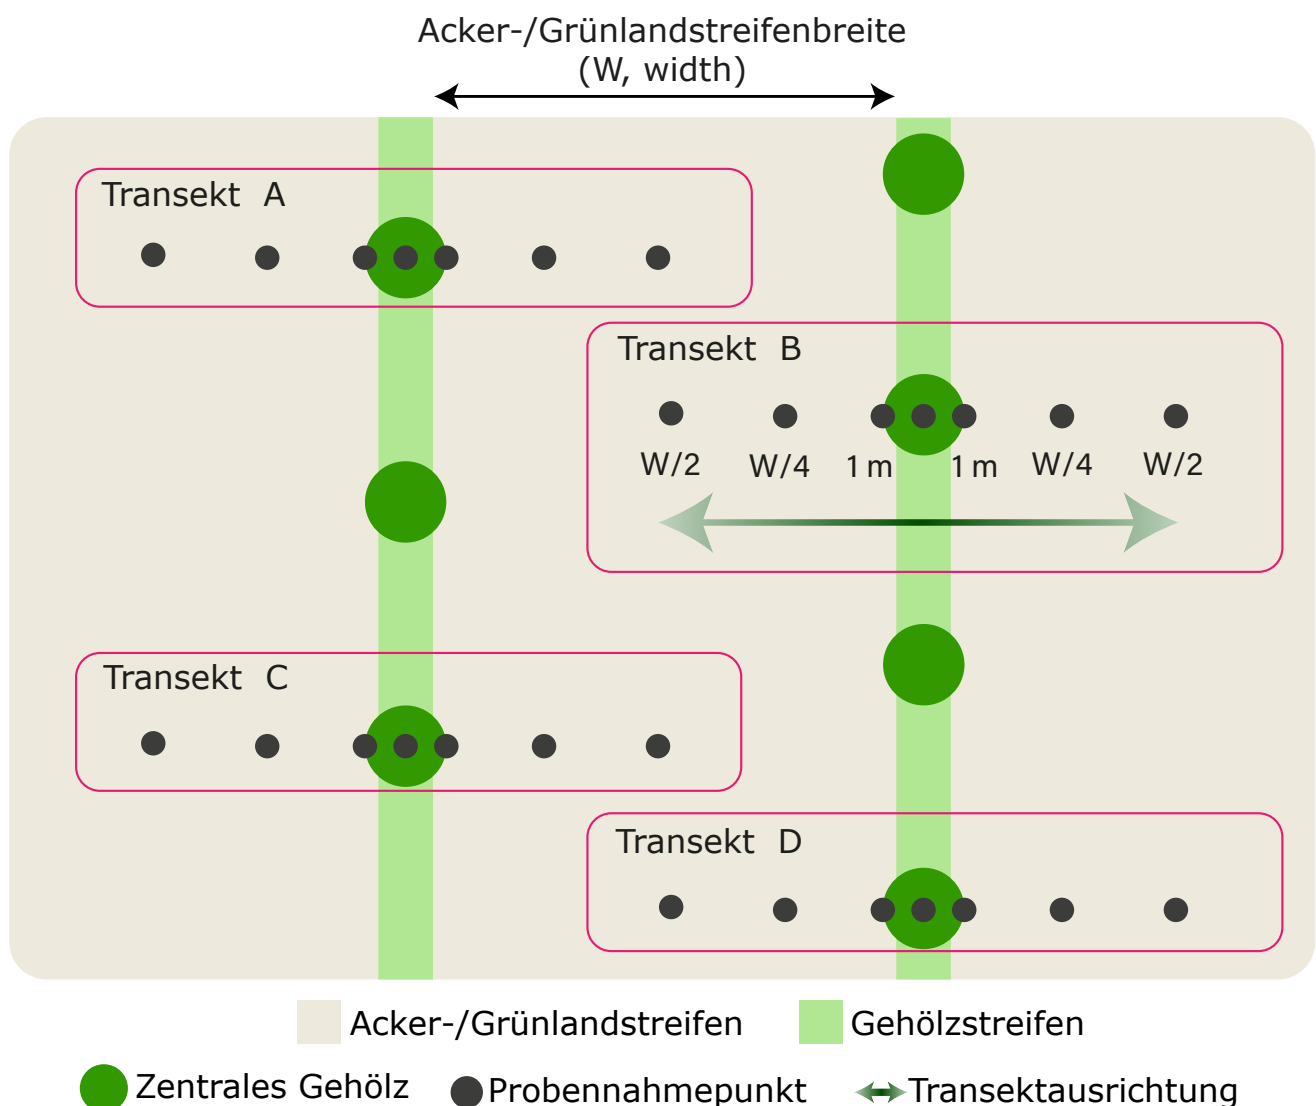 Acker-/Grünlandstreifenbreite
(W, width)
Transekt A
Transekt B
W/2 W/4 1 m 1 m W/4 W/2
Transekt C
Transekt D
Acker-/Grünlandstreifen Gehölzstreifen
Zentrales Gehölz Probennahmepunkt Transektausrichtung